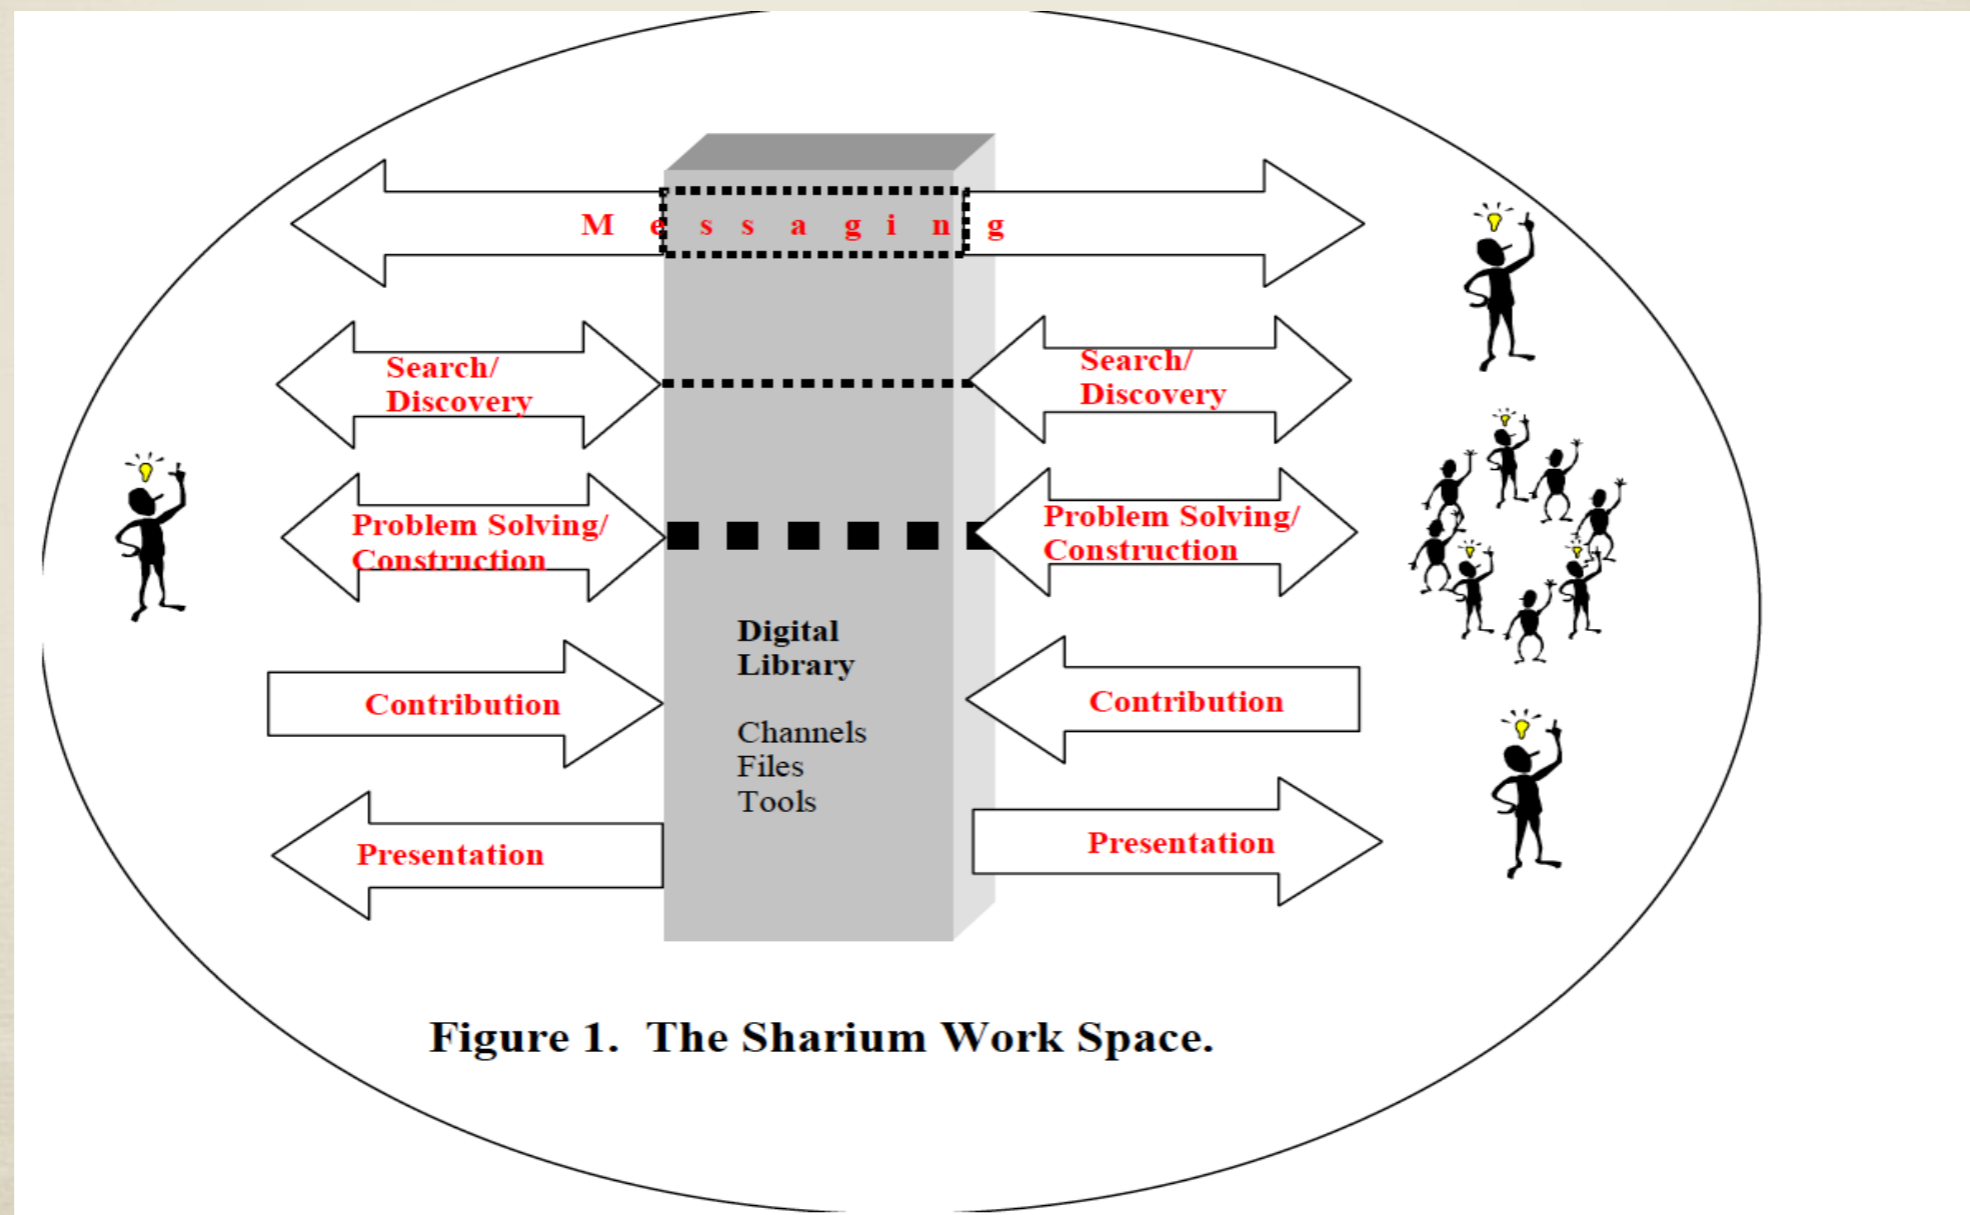 M e s s a g i n g
Search/
Discovery
Search/
Discovery
Problem Solving/
Construction
Problem Solving/
Construction
Digital
Library
Contribution
Contribution
Channels
Files
Tools
Presentation
Presentation
Figure 1. The Sharium Work Space.